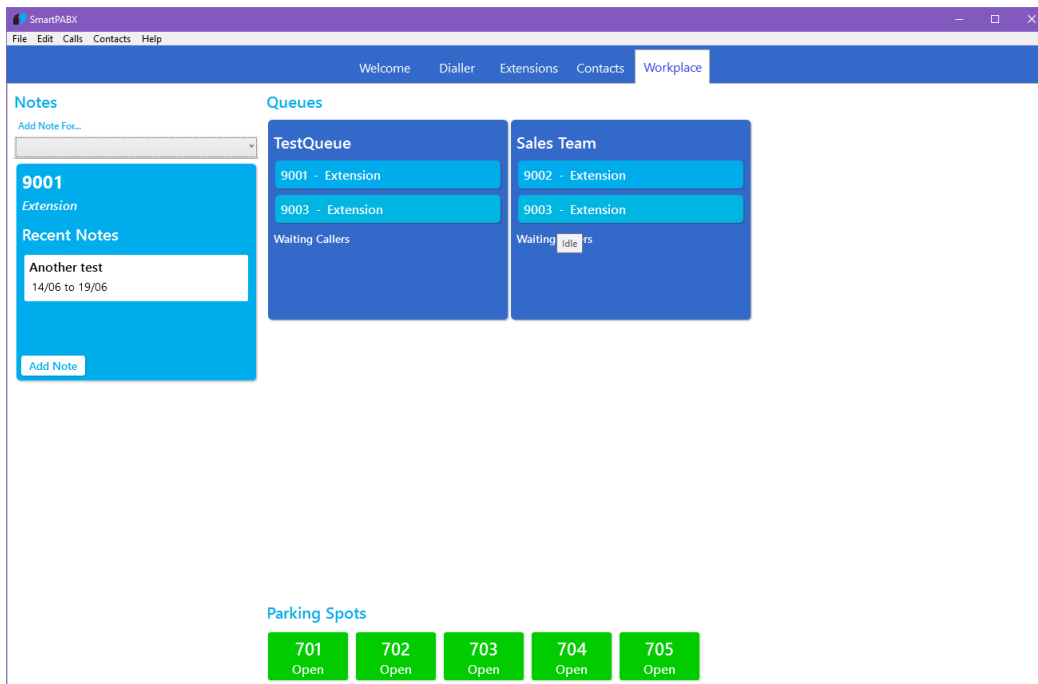 SmartPABX
File Edit Calls Contacts Help
Welcome Dialler Extensions Contacts Workplace
Notes
Add Note For...
9001
Extension
Recent Notes
Another test
14/06 to 19/06
Add Note
Queues
TestQueue
9001 - Extension
9003 - Extension
Waiting Callers
Sales Team
9002 - Extension
9003 - Extension
Waiting
Idle
Parking Spots
701
Open
702
Open
703
Open
704
Open
705
Open